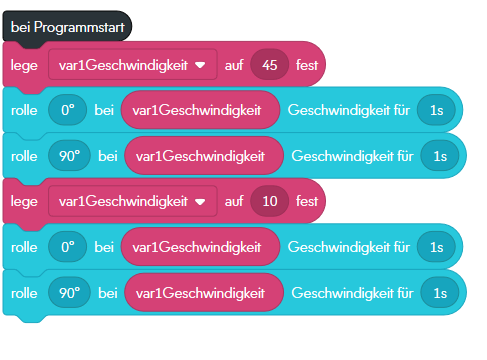 bei Programmstart
lege var1Geschwindigkeit auf 45 fest
rolle 0° bei var1Geschwindigkeit Geschwindigkeit für 1s
rolle 90° bei var1Geschwindigkeit Geschwindigkeit für 1s
lege var1Geschwindigkeit auf 10 fest
rolle 0° bei var1Geschwindigkeit Geschwindigkeit für 1s
rolle 90° bei var1Geschwindigkeit Geschwindigkeit für 1s